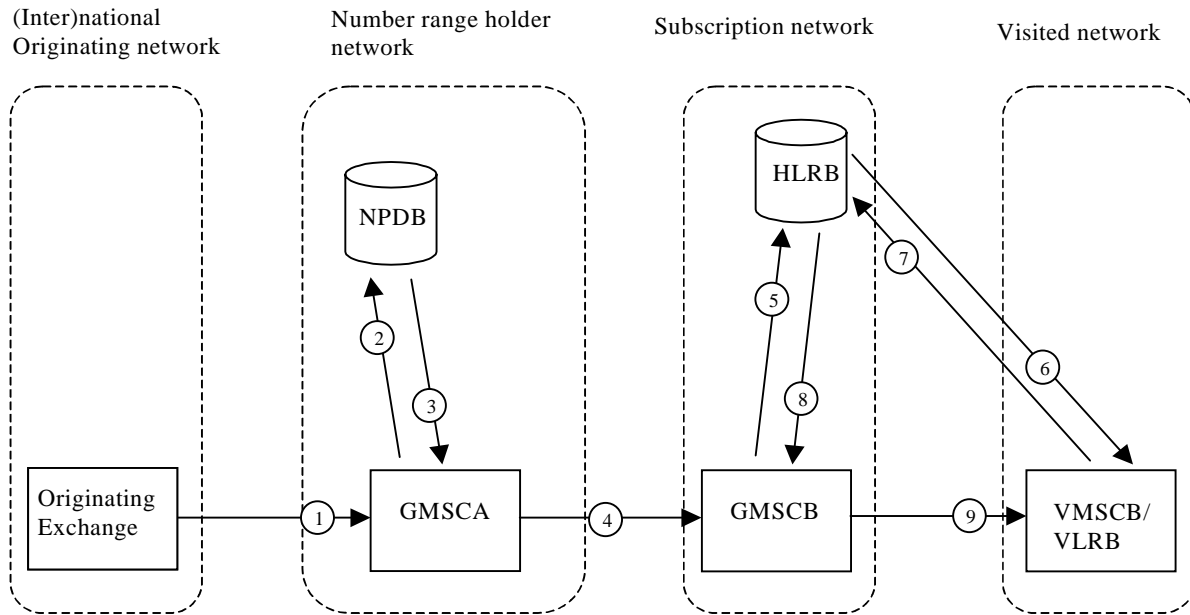 (Inter)national
Originating network
Number range holder
network
Subscription network
Visited network
NPDB
HLRB
2
3
5
8
7
6
Originating
Exchange
1
GMSCA
4
GMSCB
9
VMSCB/
VLRB